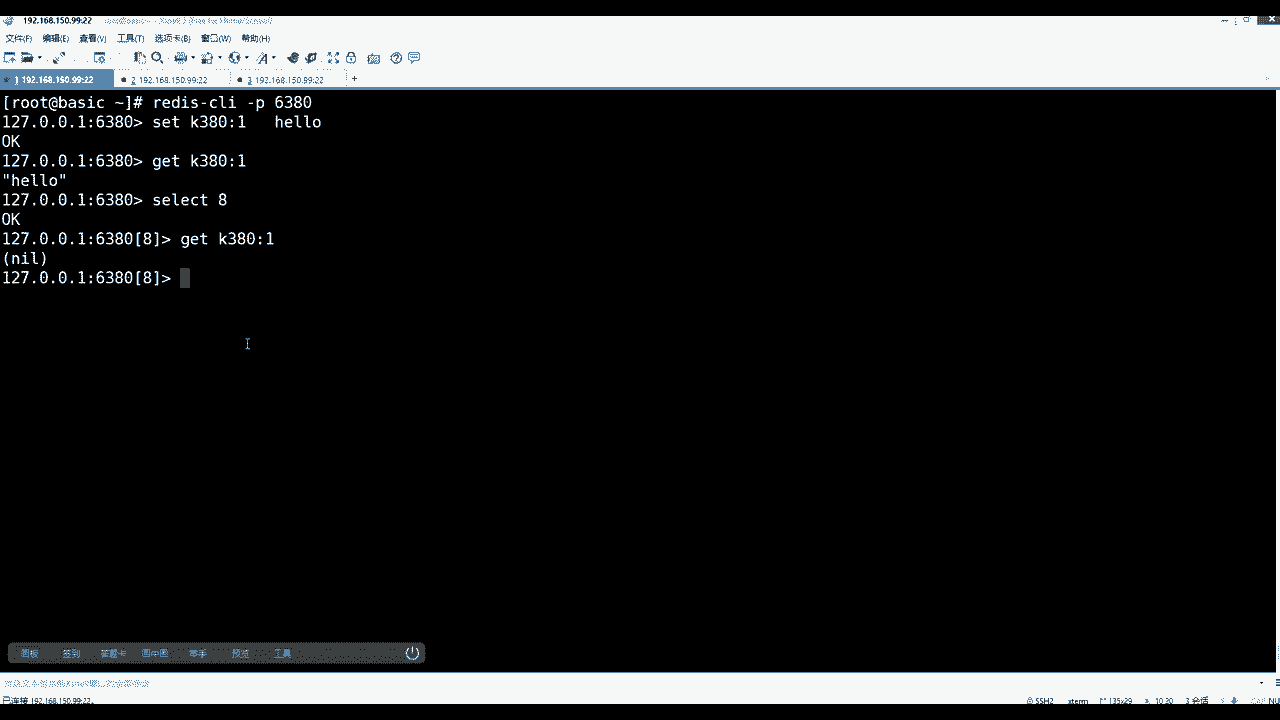 192.168.150.99:22
文件(F) 编辑(E) 查看(V) 工具(T) 选项卡(B) 窗口(W) 帮助(H)
1 192.168.150.99:22 2 192.168.150.99:22 3 192.168.150.99:22 +
[root@basic ~]# redis-cli -p 6380
127.0.0.1:6380> set k380:1   hello
OK
127.0.0.1:6380> get k380:1
"hello"
127.0.0.1:6380> select 8
OK
127.0.0.1:6380[8]> get k380:1
(nil)
127.0.0.1:6380[8]>
画板 签到 答题卡 画中画 举手 预览 工具
已连接 192.168.150.99:22。 SSH2 xterm 135x29 10:30 3 会话